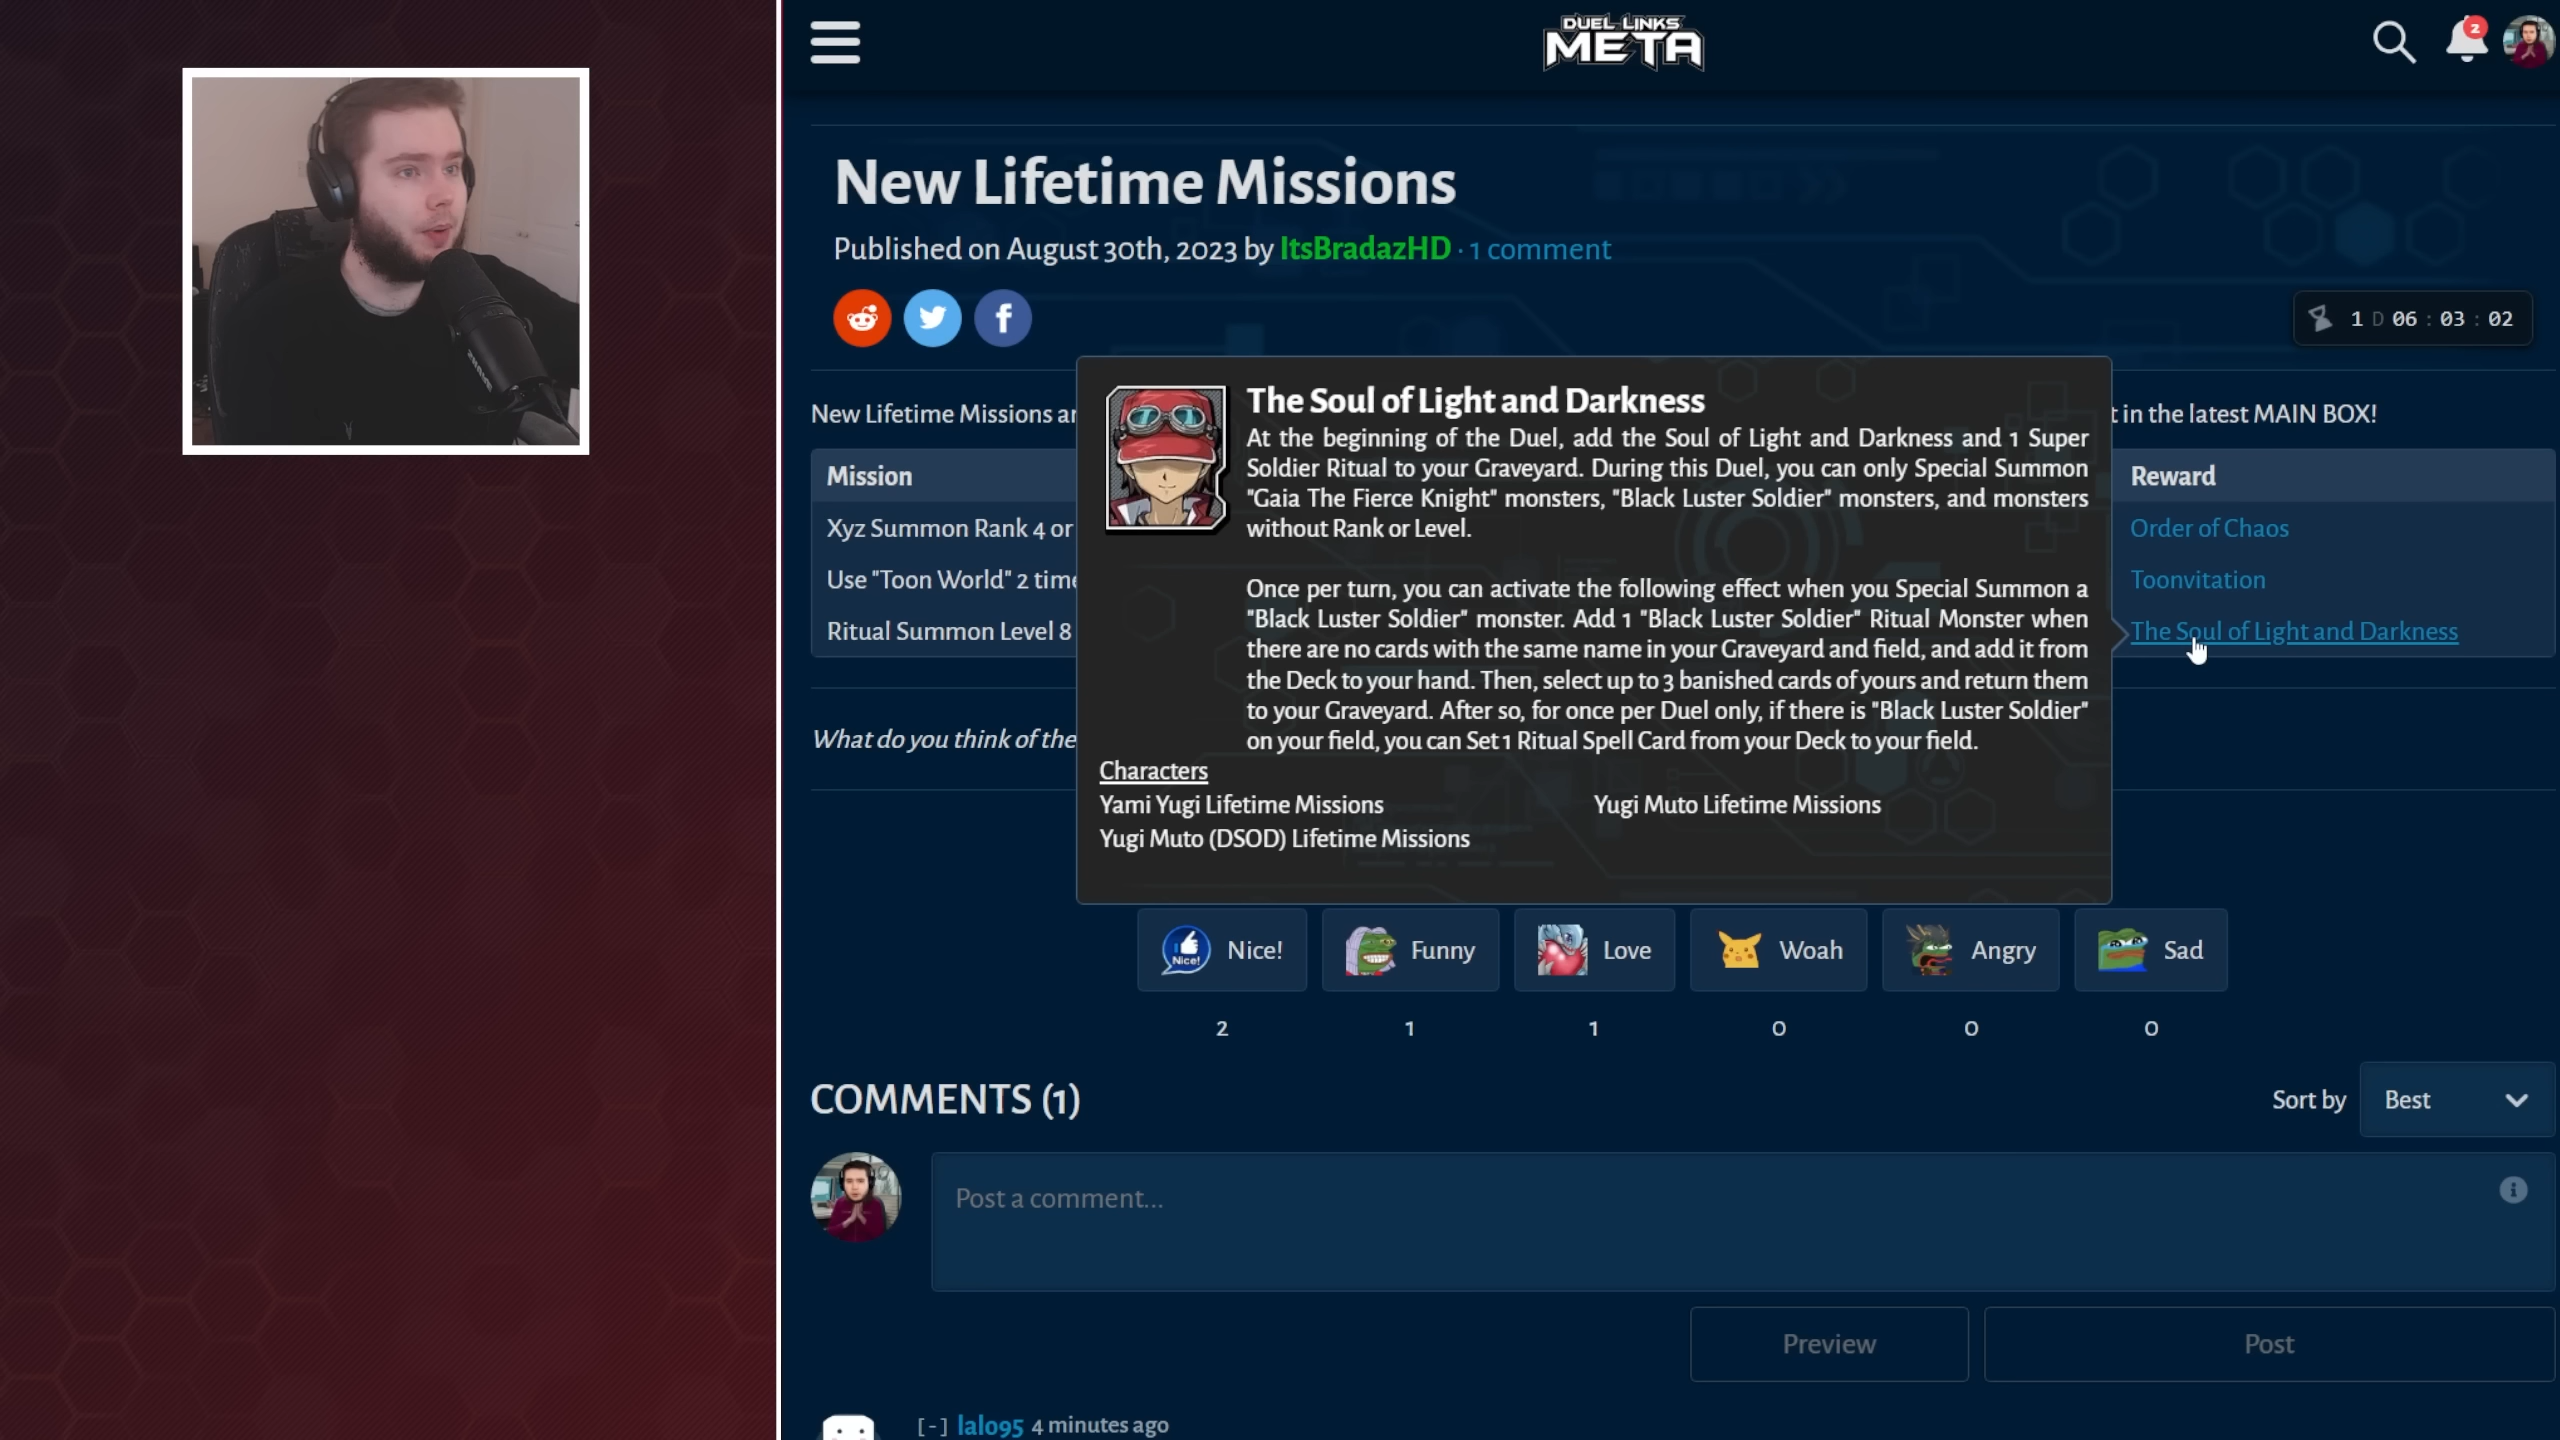 DUEL LINKS
META
2
New Lifetime Missions
Published on August 30th, 2023 by ItsBradazHD · 1 comment
1 D 06 : 03 : 02
The Soul of Light and Darkness
At the beginning of the Duel, add the Soul of Light and Darkness and 1 Super
Soldier Ritual to your Graveyard. During this Duel, you can only Special Summon
"Gaia The Fierce Knight" monsters, "Black Luster Soldier" monsters, and monsters
without Rank or Level.
Once per turn, you can activate the following effect when you Special Summon a
"Black Luster Soldier" monster. Add 1 "Black Luster Soldier" Ritual Monster when
there are no cards with the same name in your Graveyard and field, and add it from
the Deck to your hand. Then, select up to 3 banished cards of yours and return them
to your Graveyard. After so, for once per Duel only, if there is "Black Luster Soldier"
on your field, you can Set 1 Ritual Spell Card from your Deck to your field.
Characters
Yami Yugi Lifetime Missions Yugi Muto Lifetime Missions
Yugi Muto (DSOD) Lifetime Missions
New Lifetime Missions
t in the latest MAIN BOX!
Mission
Reward
Xyz Summon Rank 4 or
Order of Chaos
Use "Toon World" 2 time
Toonvitation
Ritual Summon Level 8
The Soul of Light and Darkness
What do you think of the
Nice! Nice! Funny Love Woah Angry Sad
2 1 1 0 0 0
COMMENTS (1)
Sort by Best
Post a comment...
Preview Post
[-] lalo95 4 minutes ago